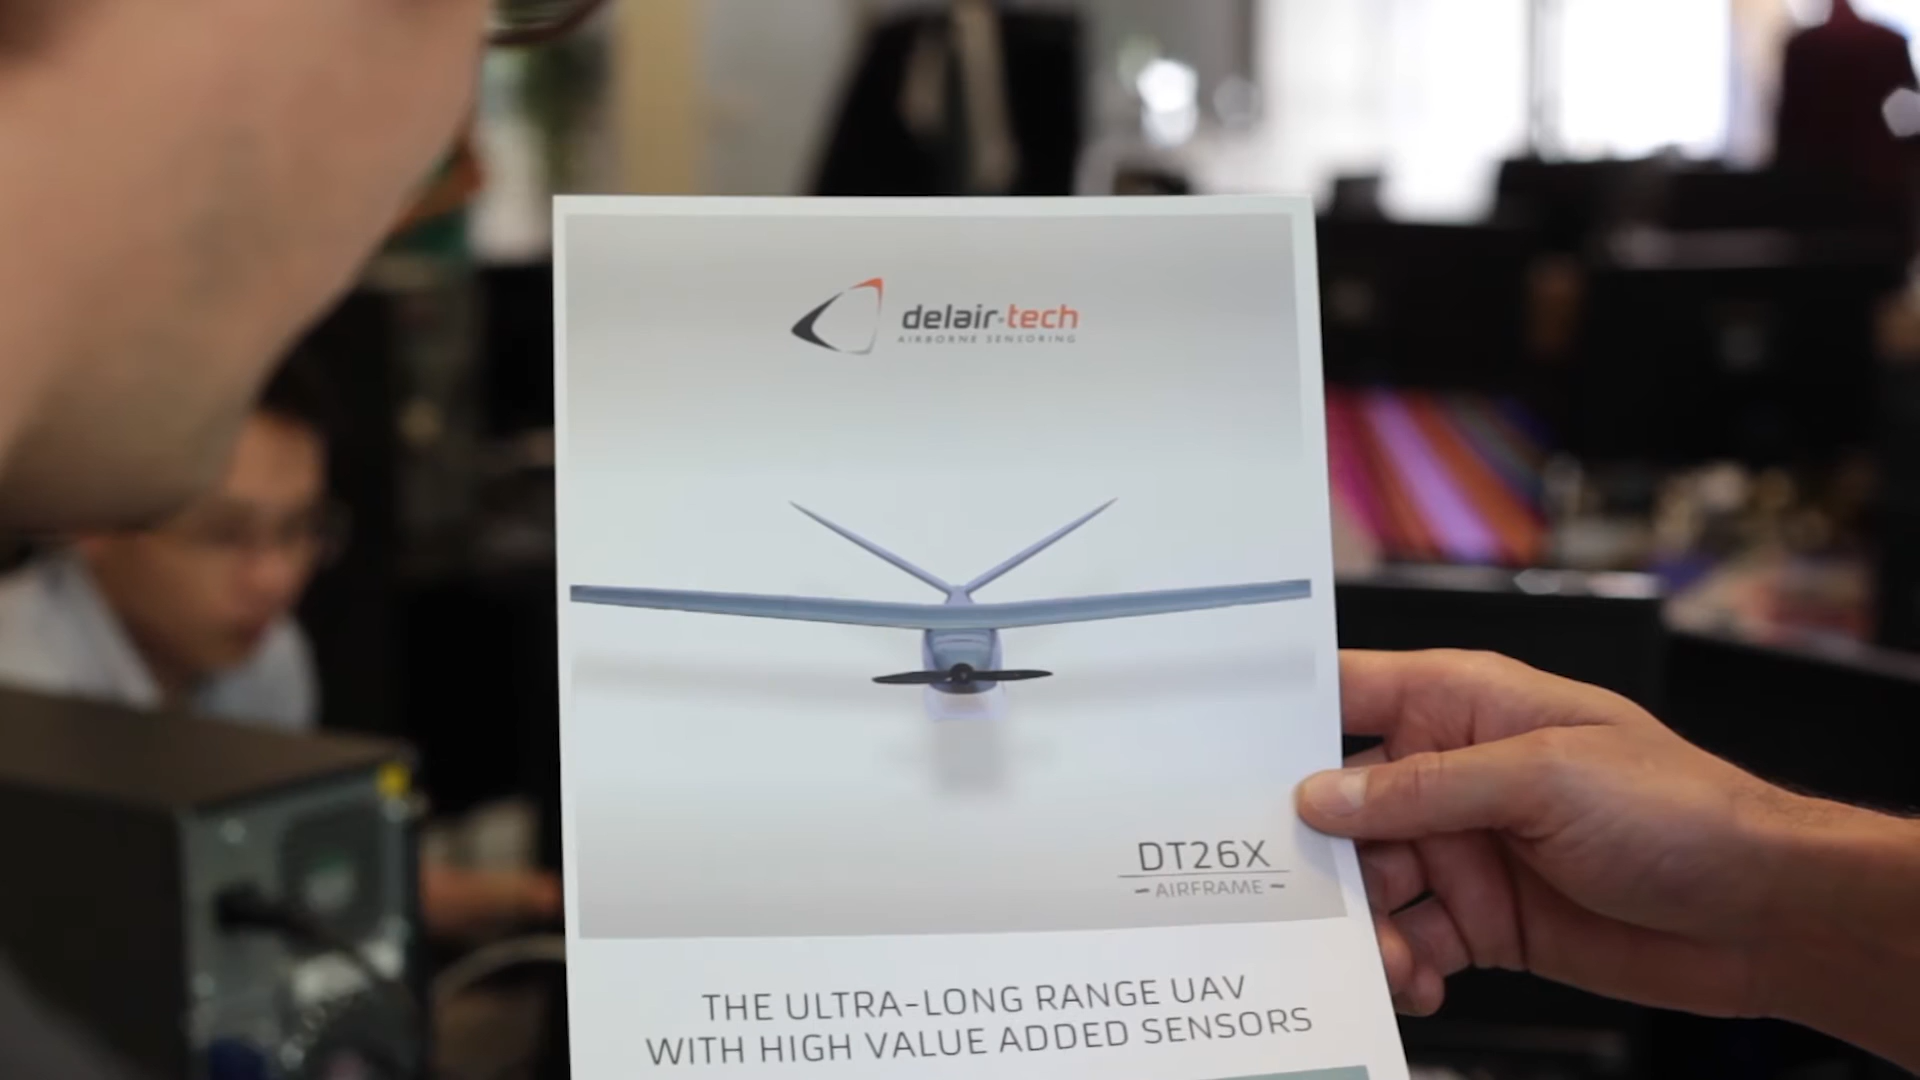 delair-tech
AIRBORNE SENSORING
DT26X
AIRFRAME
THE ULTRA-LONG RANGE UAV
WITH HIGH VALUE ADDED SENSORS